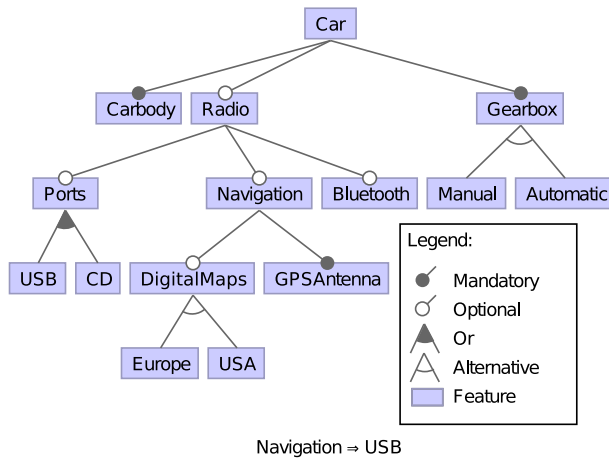 Car
Carbody Radio Gearbox
Ports Navigation Bluetooth Manual Automatic
Legend:
USB CD DigitalMaps GPSAntenna
Mandatory
Optional
Or
Europe USA
Alternative
Feature
Navigation ⇒ USB